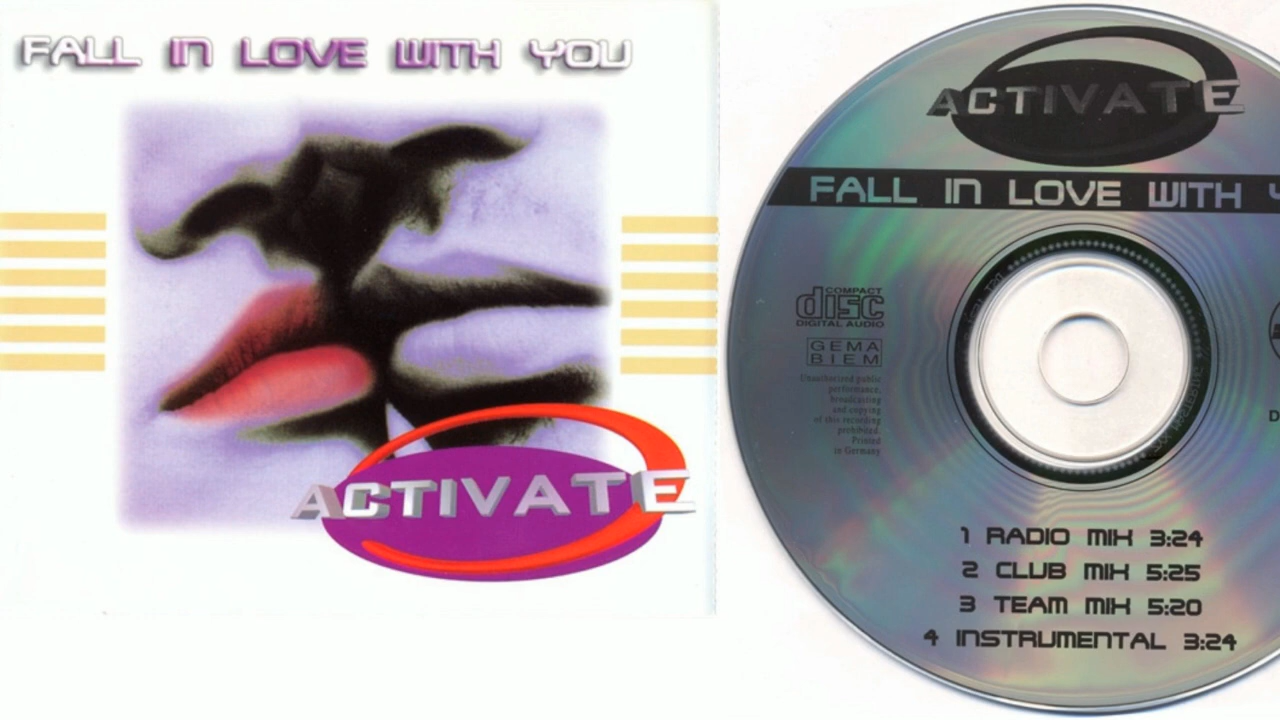 FALL IN LOVE WITH YOU
ACTIVATE
ACTIVATE
FALL IN LOVE WITH
COMPACT
disc
DIGITAL AUDIO
GEMA
BIEM
Unauthorized public
performance,
broadcasting
and copying
of this recording
prohibited.
Printed
in Germany
1 RADIO MIX 3:24
2 CLUB MIX 5:25
3 TEAM MIX 5:20
4 INSTRUMENTAL 3:24